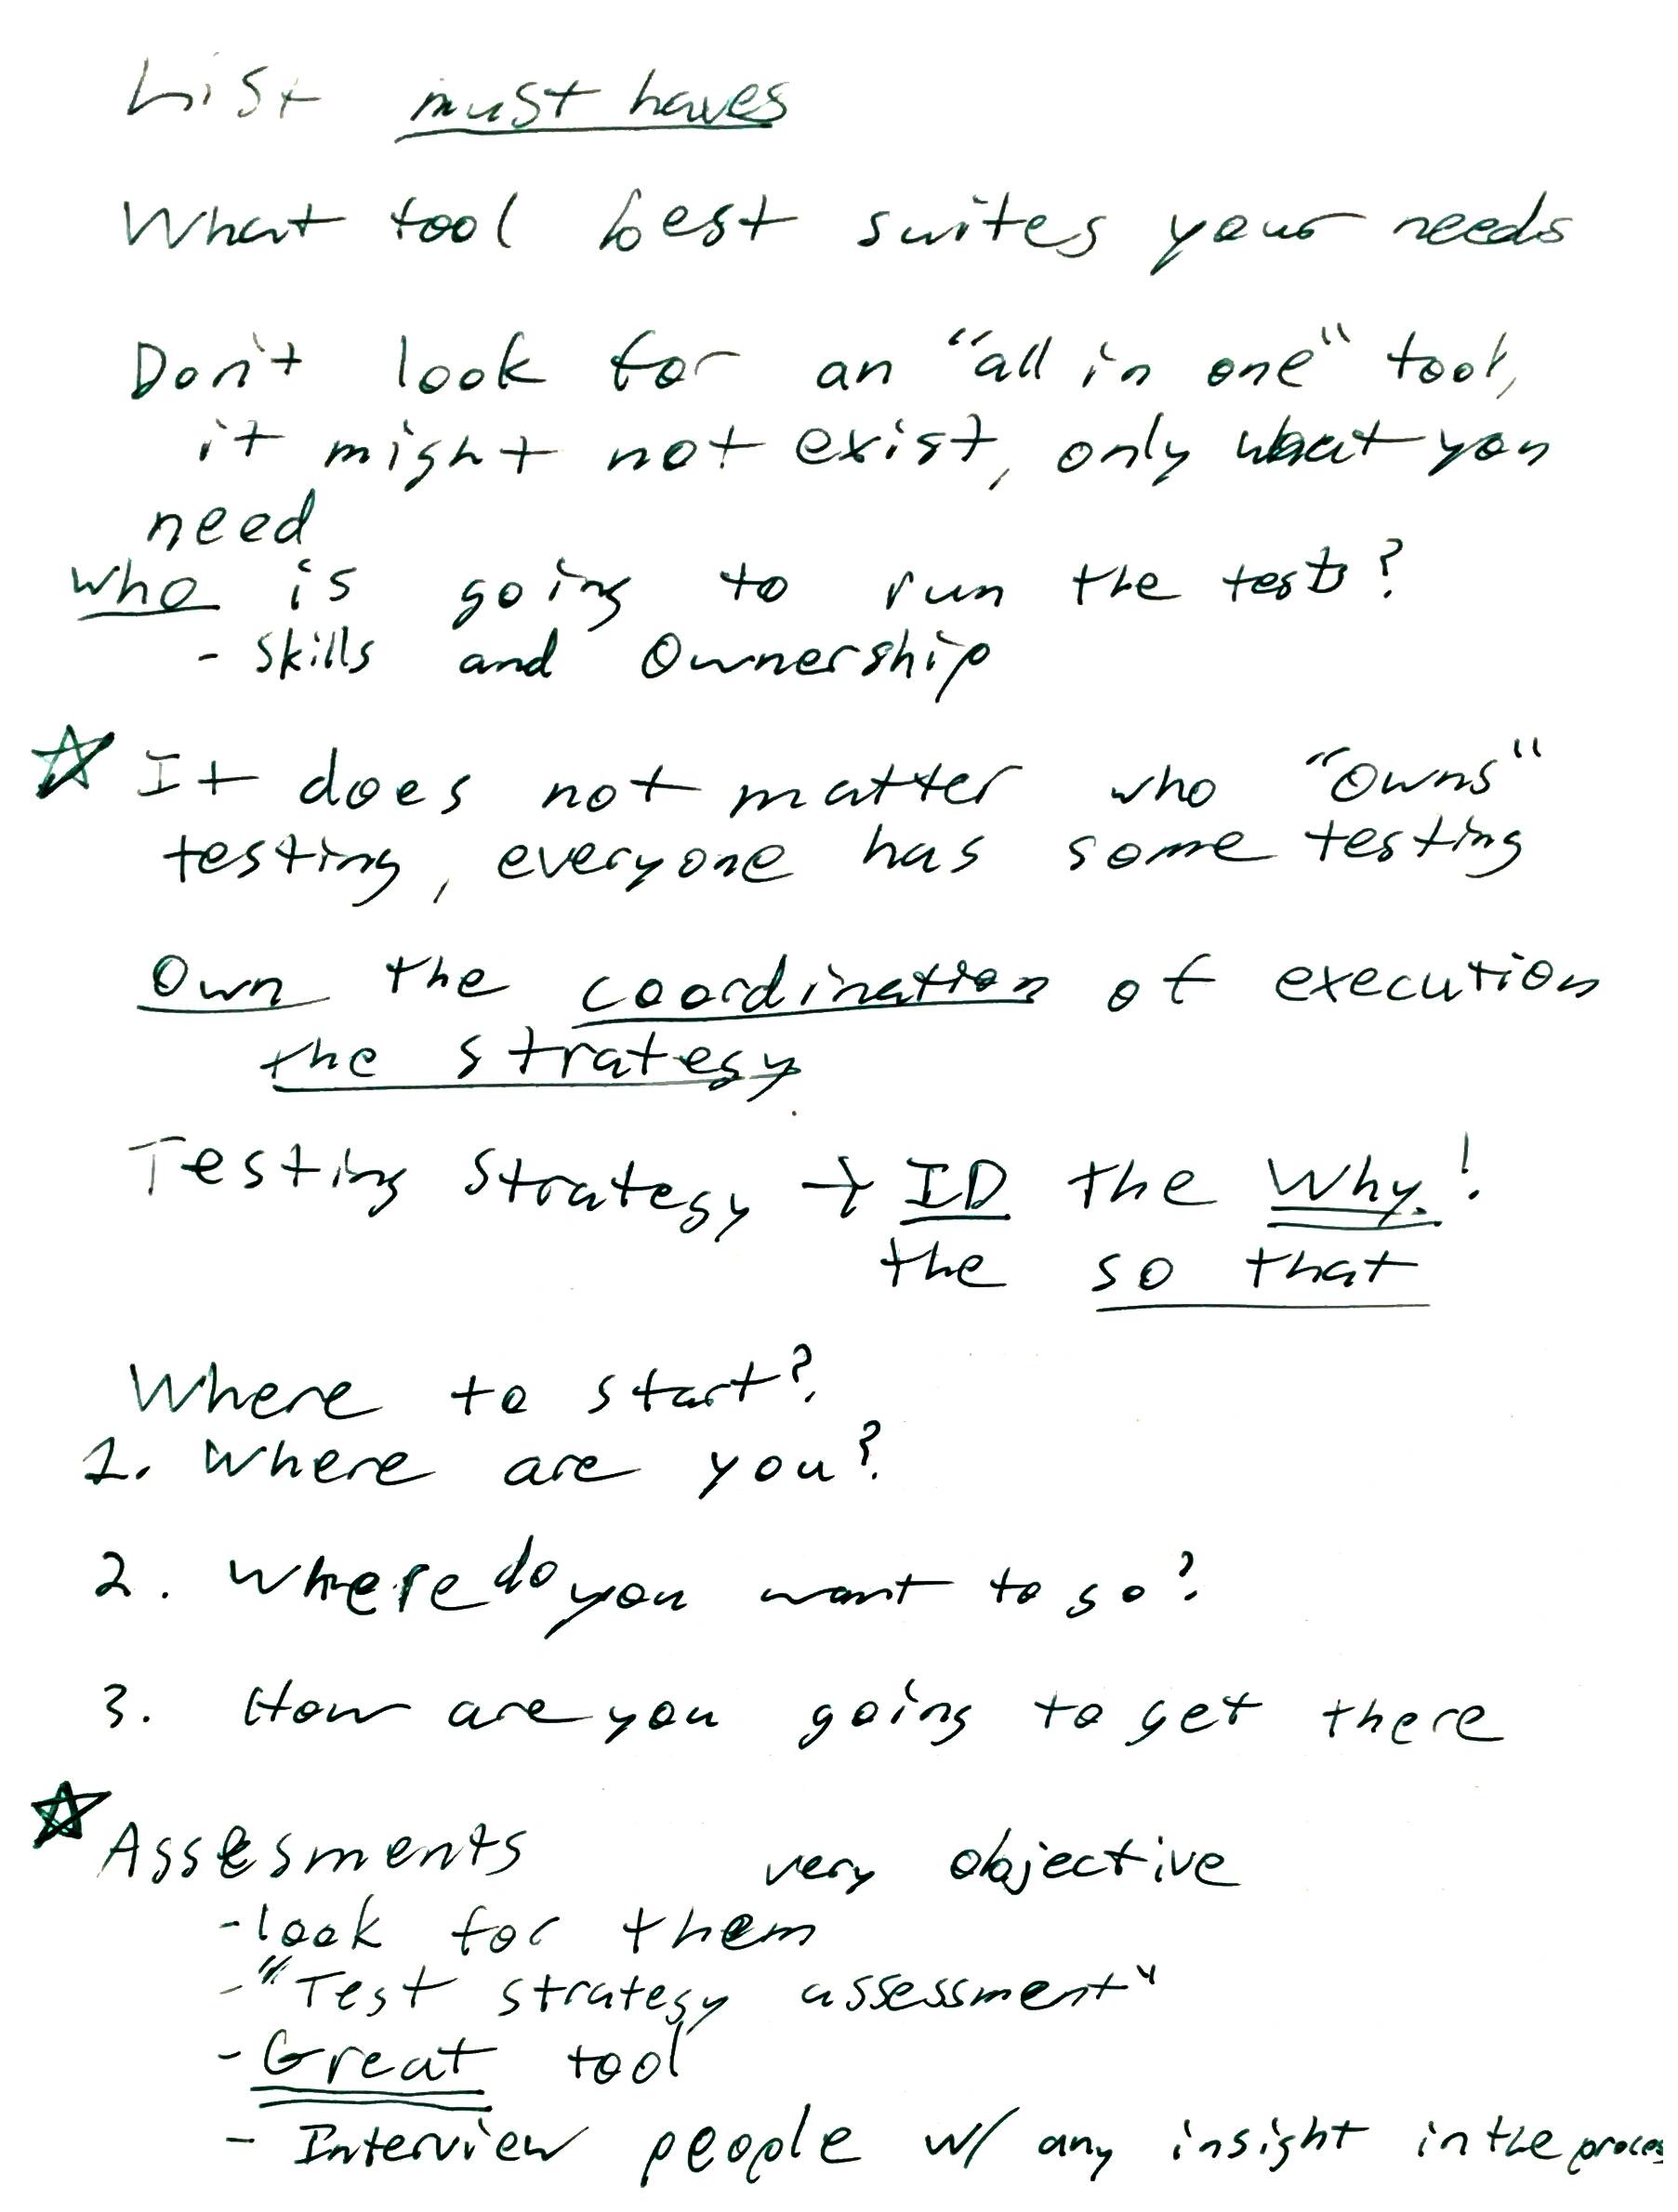 List must haves
What tool best suites your needs
Don't look for an "all in one" tool,
it might not exist, only what you
need
who is going to run the tests?
- Skills and Ownership
☆ It does not matter who "owns"
testing, everyone has some testing
Own the coordination of execution
the strategy.
Testing Strategy → ID the Why!
the so that
Where to start?
1. Where are you?
2. Where do you want to go?
3. How are you going to get there
☆ Assesments very objective
- look for them
- "Test strategy assessment"
- Great tool
- Interview people w/ any insight in the proces